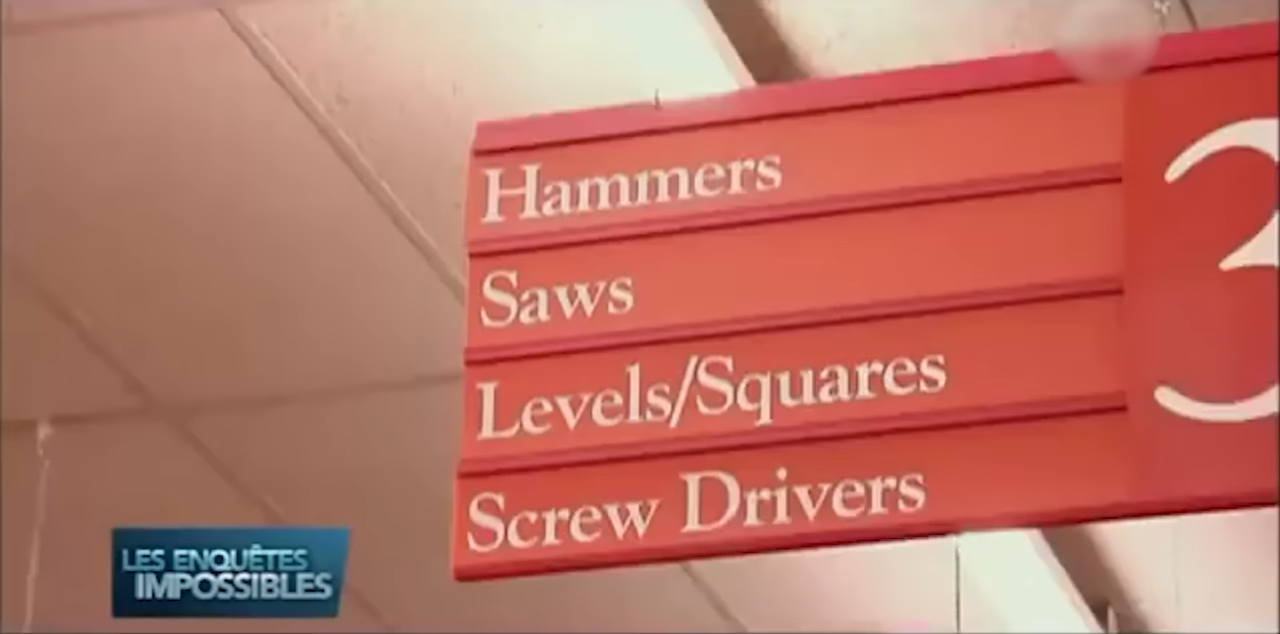 Hammers
3
Saws
Levels/Squares
Screw Drivers
LES ENQUÊTES
IMPOSSIBLES